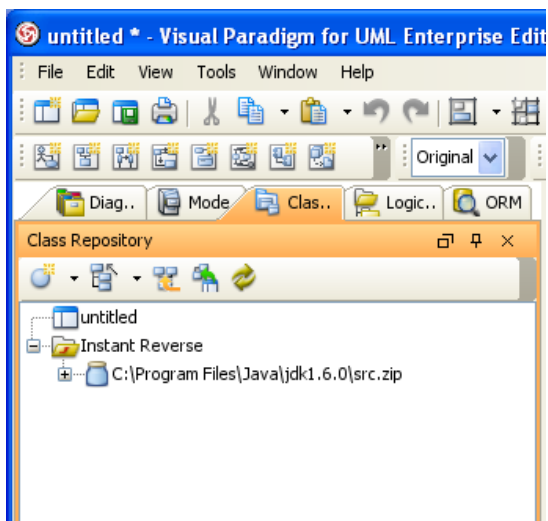 untitled * - Visual Paradigm for UML Enterprise Edit
File Edit View Tools Window Help
Original
Diag.. Mode Clas.. Logic.. ORM
Class Repository
untitled
Instant Reverse
C:\Program Files\Java\jdk1.6.0\src.zip